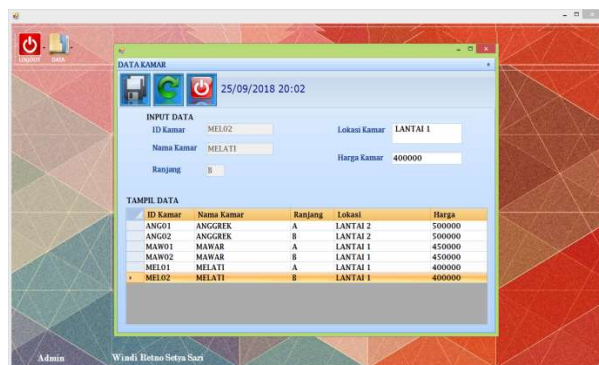 LOGOUT DATA
DATA KAMAR
25/09/2018 20:02
INPUT DATA
ID Kamar MEL02 Lokasi Kamar LANTAI 1
Nama Kamar MELATI Harga Kamar 400000
Ranjang B
TAMPIL DATA
ID Kamar Nama Kamar Ranjang Lokasi Harga
ANG01 ANGGREK A LANTAI 2 500000
ANG02 ANGGREK B LANTAI 2 500000
MAW01 MAWAR A LANTAI 1 450000
MAW02 MAWAR B LANTAI 1 450000
MEL01 MELATI A LANTAI 1 400000
MEL02 MELATI B LANTAI 1 400000
Admin Windi Retno Setya Sari